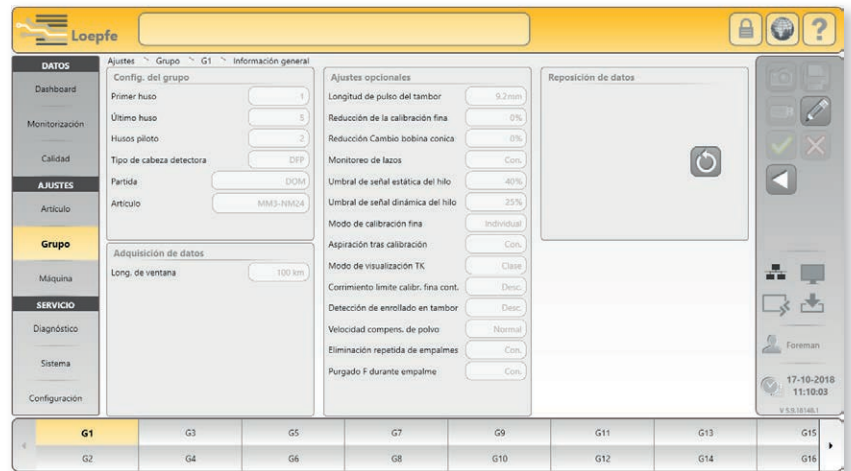 Loepfe
?
DATOS
Dashboard
Monitorización
Calidad
AJUSTES
Artículo
Grupo
Máquina
SERVICIO
Diagnóstico
Sistema
Configuración
Ajustes Grupo G1 Información general
Config. del grupo
Primer huso 1
Último huso 5
Husos piloto 2
Tipo de cabeza detectora DFP
Partida DOM
Artículo MM3-NM24
Adquisición de datos
Long. de ventana 100 km
Ajustes opcionales
Longitud de pulso del tambor 9.2mm
Reducción de la calibración fina 0%
Reducción Cambio bobina conica 0%
Monitoreo de lazos Con.
Umbral de señal estática del hilo 40%
Umbral de señal dinámica del hilo 25%
Modo de calibración fina Individual
Aspiración tras calibración Con.
Modo de visualización TK Clase
Corrimiento limite calibr. fina cont. Desc.
Detección de enrollado en tambor Desc.
Velocidad compens. de polvo Normal
Eliminación repetida de empalmes Con.
Purgado F durante empalme Con.
Reposición de datos
Foreman
17-10-2018
11:10:03
G1 G3 G5 G7 G9 G11 G13 G15
G2 G4 G6 G8 G10 G12 G14 G16